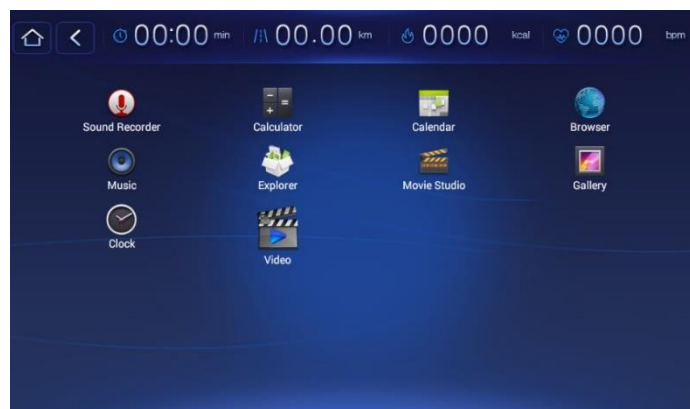 00:00 min 00.00 km 0000 kcal 0000 bpm
Sound Recorder Calculator Calendar Browser
Music Explorer Movie Studio Gallery
Clock Video